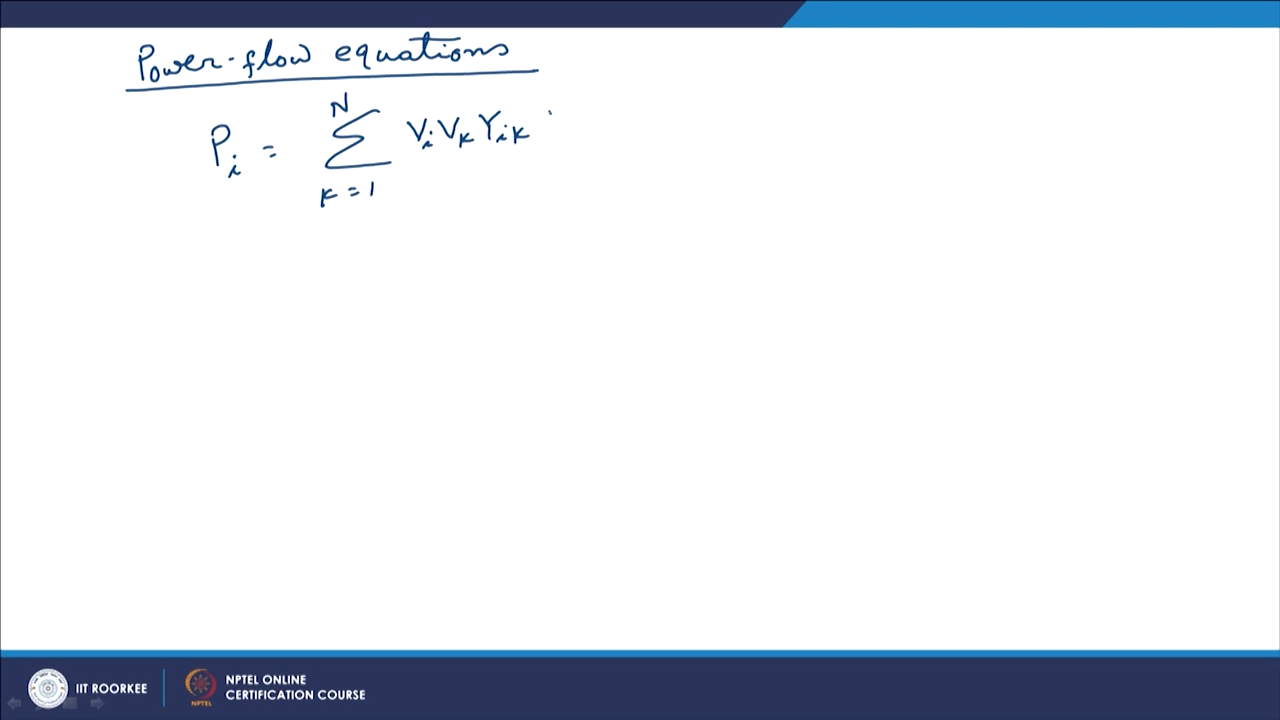 Power-flow equations
N
Pᵢ = Σ VᵢVₖYᵢₖ
k=1
IIT ROORKEE
NPTEL ONLINE
CERTIFICATION COURSE
NPTEL